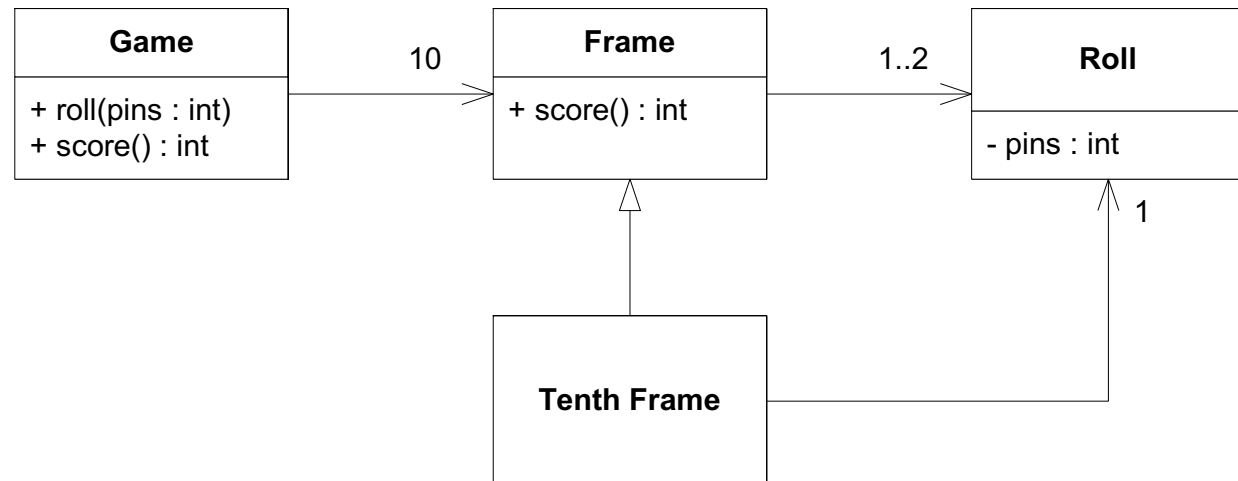 Game
+ roll(pins : int)
+ score() : int
10
Frame
+ score() : int
1..2
Roll
- pins : int
1
Tenth Frame